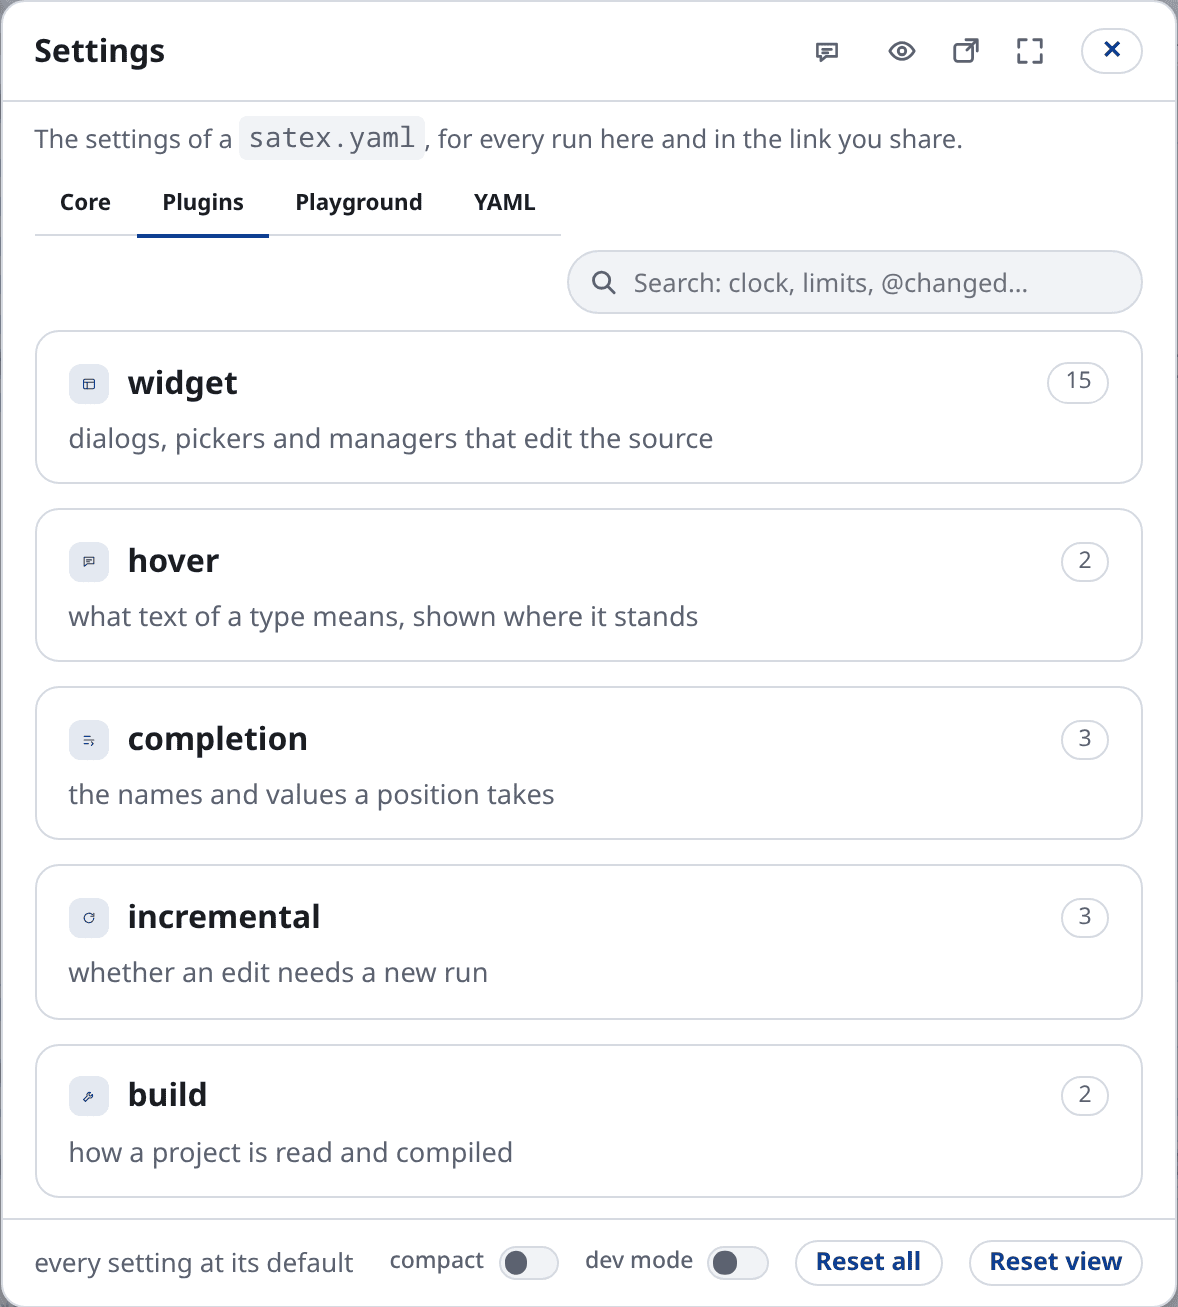 Settings
The settings of a satex.yaml, for every run here and in the link you share.
Core Plugins Playground YAML
Search: clock, limits, @changed...
widget 15
dialogs, pickers and managers that edit the source
hover 2
what text of a type means, shown where it stands
completion 3
the names and values a position takes
incremental 3
whether an edit needs a new run
build 2
how a project is read and compiled
every setting at its default compact dev mode Reset all Reset view